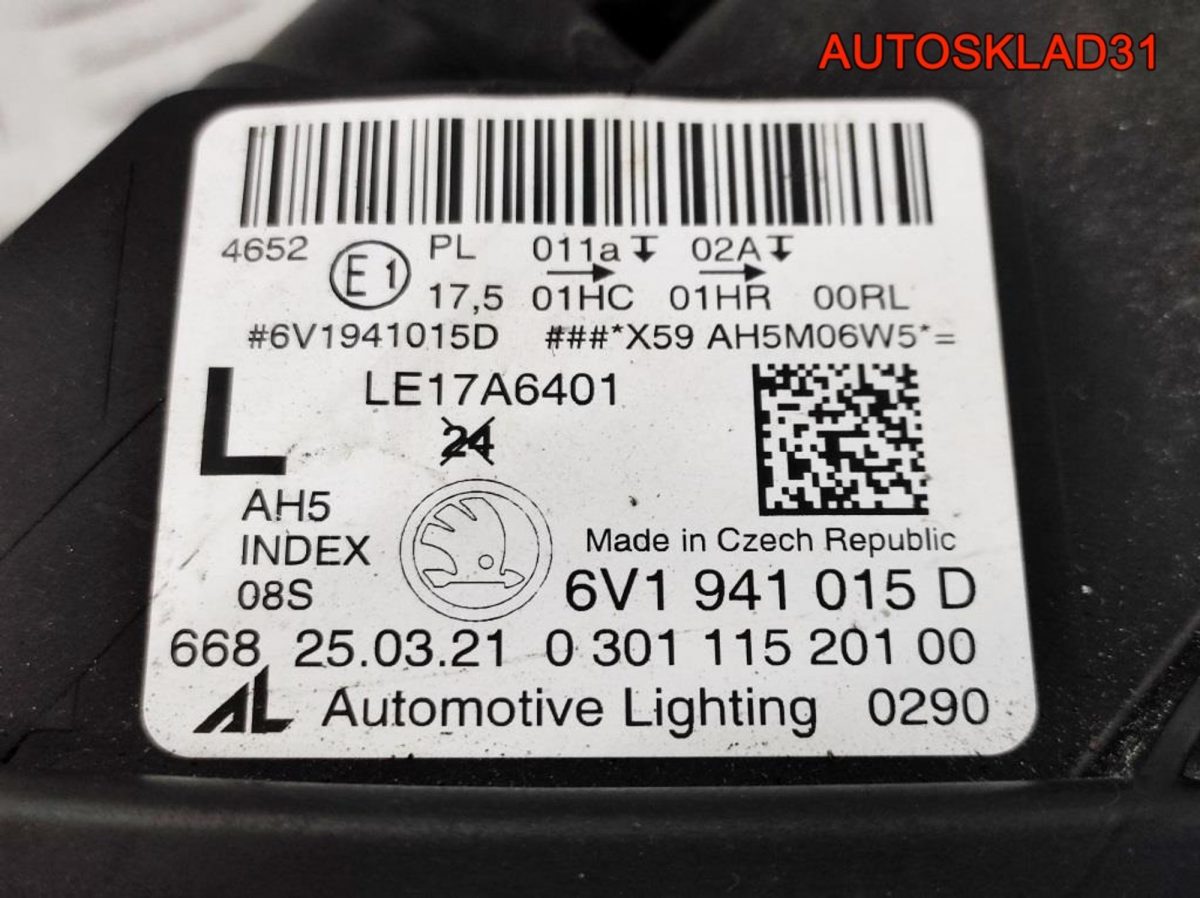 AUTOSKLAD31
4652 E1 PL 011a 02A
17,5 01HC 01HR 00RL
#6V1941015D ###*X59 AH5M06W5*=
L LE17A6401
24
AH5
INDEX
08S
Made in Czech Republic
6V1 941 015 D
668 25.03.21 0 301 115 201 00
AL Automotive Lighting 0290